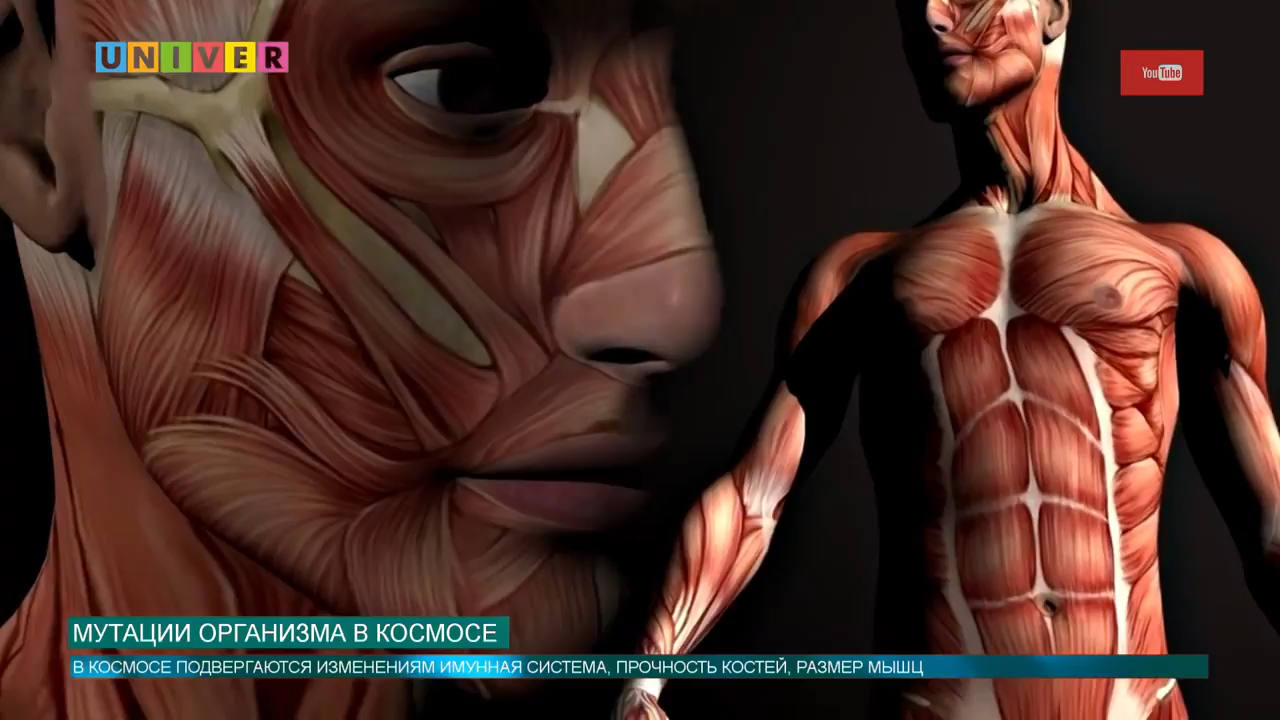 UNIVER
YouTube
МУТАЦИИ ОРГАНИЗМА В КОСМОСЕ
В КОСМОСЕ ПОДВЕРГАЮТСЯ ИЗМЕНЕНИЯМ ИМУННАЯ СИСТЕМА, ПРОЧНОСТЬ КОСТЕЙ, РАЗМЕР МЫШЦ